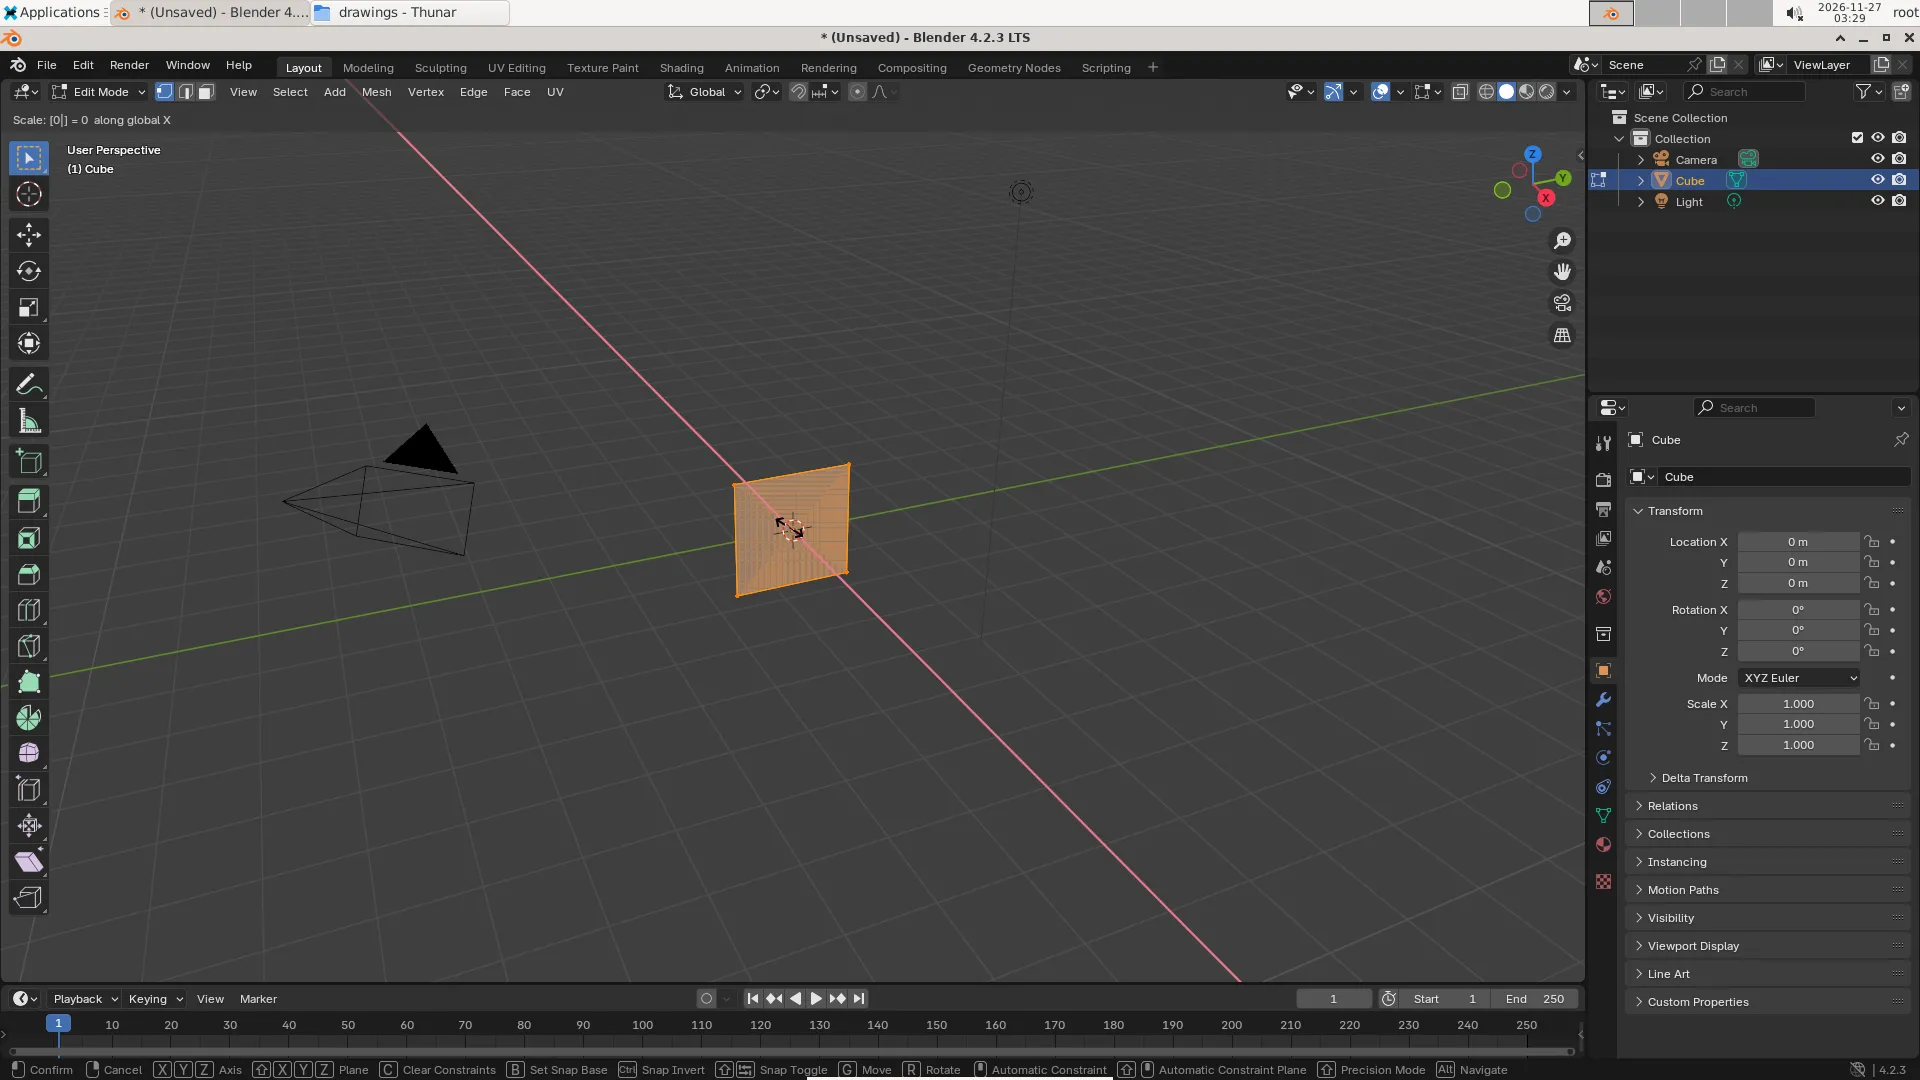 Applications
* (Unsaved) - Blender 4....
drawings - Thunar
2026-11-27
03:29
root
* (Unsaved) - Blender 4.2.3 LTS
File Edit Render Window Help
Layout Modeling Sculpting UV Editing Texture Paint Shading Animation Rendering Compositing Geometry Nodes Scripting
Scene
ViewLayer
Edit Mode
View Select Add Mesh Vertex Edge Face UV
Global
Search
Scale: [0|] = 0 along global X
Scene Collection
Collection
Camera
Cube
Light
User Perspective
(1) Cube
Z
Y
X
Search
Cube
Cube
Transform
Location X 0 m
Y 0 m
Z 0 m
Rotation X 0°
Y 0°
Z 0°
Mode XYZ Euler
Scale X 1.000
Y 1.000
Z 1.000
Delta Transform
Relations
Collections
Instancing
Motion Paths
Visibility
Viewport Display
Line Art
Custom Properties
Playback Keying View Marker
1
Start 1
End 250
1 10 20 30 40 50 60 70 80 90 100 110 120 130 140 150 160 170 180 190 200 210 220 230 240 250
Confirm Cancel X Y Z Axis X Y Z Plane C Clear Constraints B Set Snap Base Ctrl Snap Invert Snap Toggle G Move R Rotate Automatic Constraint Automatic Constraint Plane Precision Mode Alt Navigate
4.2.3